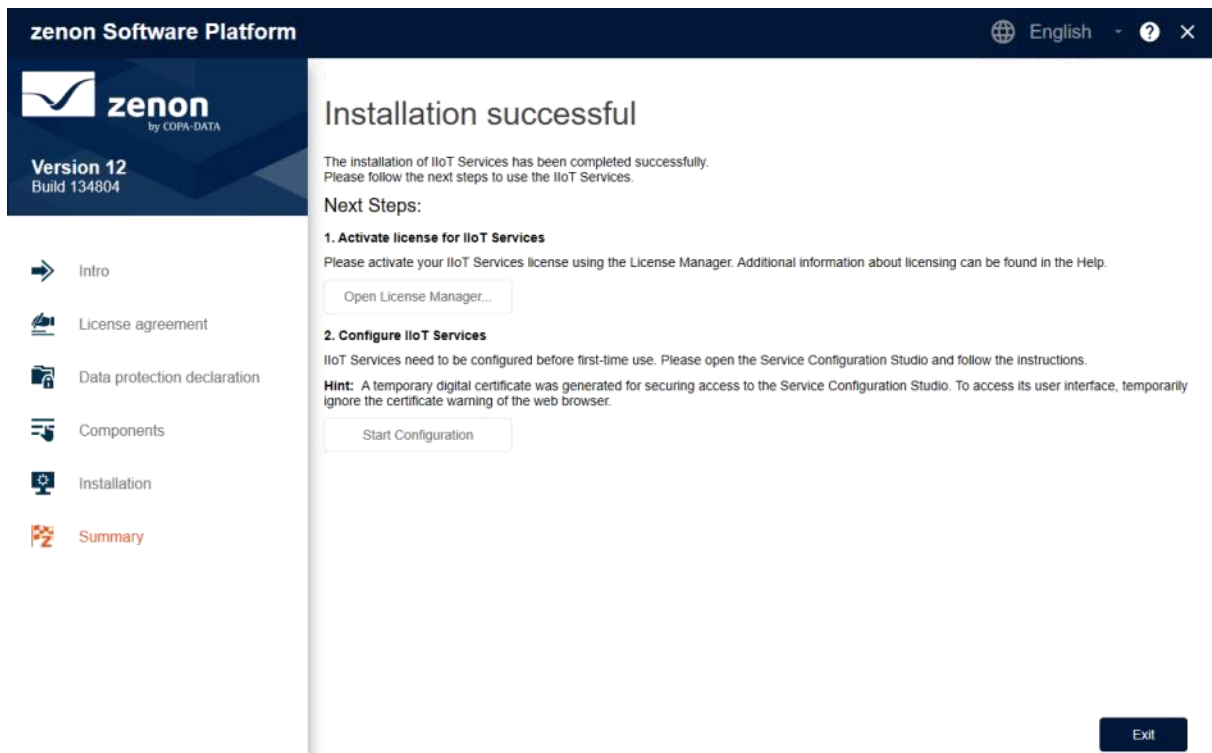 zenon Software Platform
English
zenon
by COPA-DATA
Version 12
Build 134804
Intro
License agreement
Data protection declaration
Components
Installation
Summary
Installation successful
The installation of IIoT Services has been completed successfully.
Please follow the next steps to use the IIoT Services.
Next Steps:
1. Activate license for IIoT Services
Please activate your IIoT Services license using the License Manager. Additional information about licensing can be found in the Help.
Open License Manager...
2. Configure IIoT Services
IIoT Services need to be configured before first-time use. Please open the Service Configuration Studio and follow the instructions.
Hint: A temporary digital certificate was generated for securing access to the Service Configuration Studio. To access its user interface, temporarily
ignore the certificate warning of the web browser.
Start Configuration
Exit